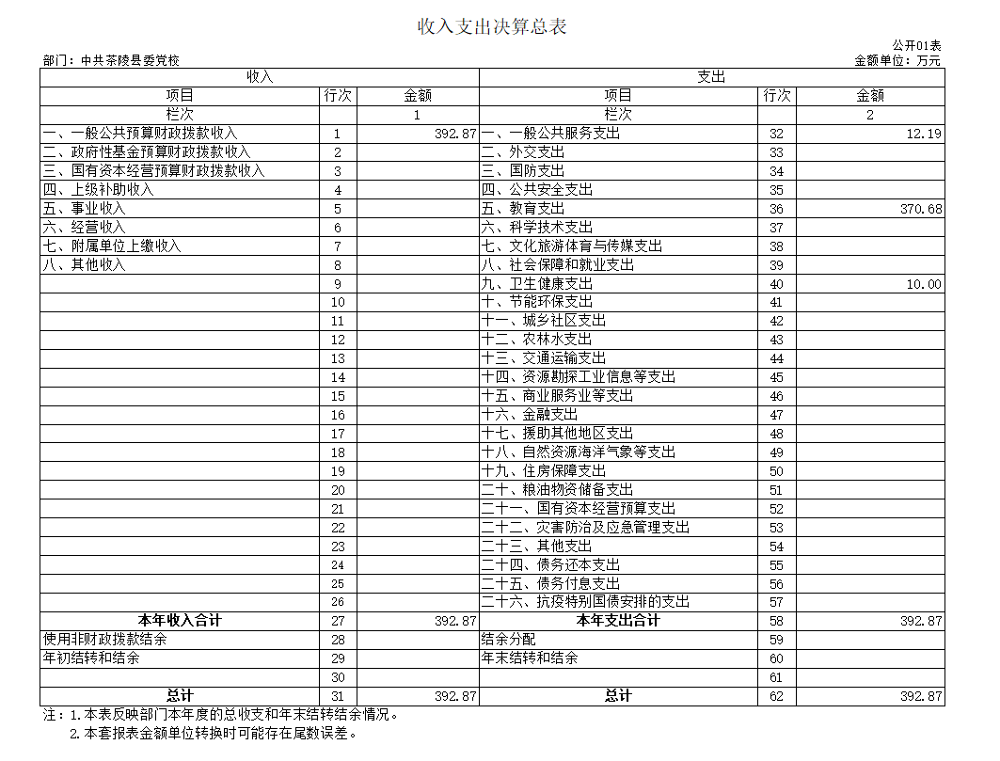 收入支出决算总表
公开01表
部门：中共茶陵县委党校 金额单位：万元
收入 支出
项目 行次 金额 项目 行次 金额
栏次 1 栏次 2
一、一般公共预算财政拨款收入 1 392.87 一、一般公共服务支出 32 12.19
二、政府性基金预算财政拨款收入 2 二、外交支出 33
三、国有资本经营预算财政拨款收入 3 三、国防支出 34
四、上级补助收入 4 四、公共安全支出 35
五、事业收入 5 五、教育支出 36 370.68
六、经营收入 6 六、科学技术支出 37
七、附属单位上缴收入 7 七、文化旅游体育与传媒支出 38
八、其他收入 8 八、社会保障和就业支出 39
9 九、卫生健康支出 40 10.00
10 十、节能环保支出 41
11 十一、城乡社区支出 42
12 十二、农林水支出 43
13 十三、交通运输支出 44
14 十四、资源勘探工业信息等支出 45
15 十五、商业服务业等支出 46
16 十六、金融支出 47
17 十七、援助其他地区支出 48
18 十八、自然资源海洋气象等支出 49
19 十九、住房保障支出 50
20 二十、粮油物资储备支出 51
21 二十一、国有资本经营预算支出 52
22 二十二、灾害防治及应急管理支出 53
23 二十三、其他支出 54
24 二十四、债务还本支出 55
25 二十五、债务付息支出 56
26 二十六、抗疫特别国债安排的支出 57
本年收入合计 27 392.87 本年支出合计 58 392.87
使用非财政拨款结余 28 结余分配 59
年初结转和结余 29 年末结转和结余 60
30 61
总计 31 392.87 总计 62 392.87
注：1.本表反映部门本年度的总收支和年末结转结余情况。
2.本套报表金额单位转换时可能存在尾数误差。